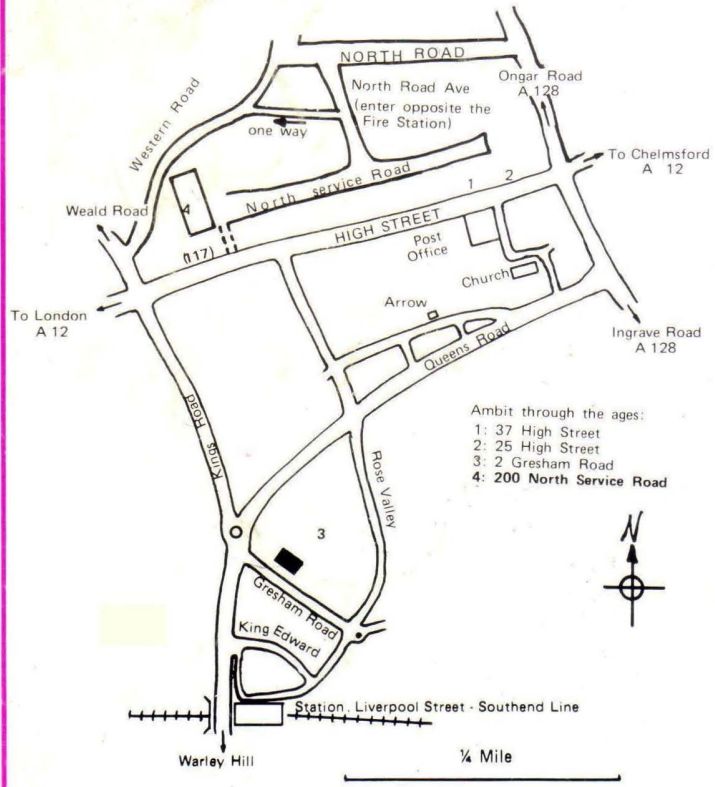 NORTH ROAD
Ongar Road
A 128
North Road Ave
(enter opposite the
Fire Station)
Western Road
one way
To Chelmsford
A 12
North service Road
1 2
Weald Road
4
HIGH STREET
(117)
Post
Office
Church
Arrow
To London
A 12
Ingrave Road
A 128
Queens Road
Kings Road
Ambit through the ages:
1: 37 High Street
2: 25 High Street
3: 2 Gresham Road
4: 200 North Service Road
Rose Valley
3
N
Gresham Road
King Edward
Station. Liverpool Street - Southend Line
Warley Hill
¼ Mile